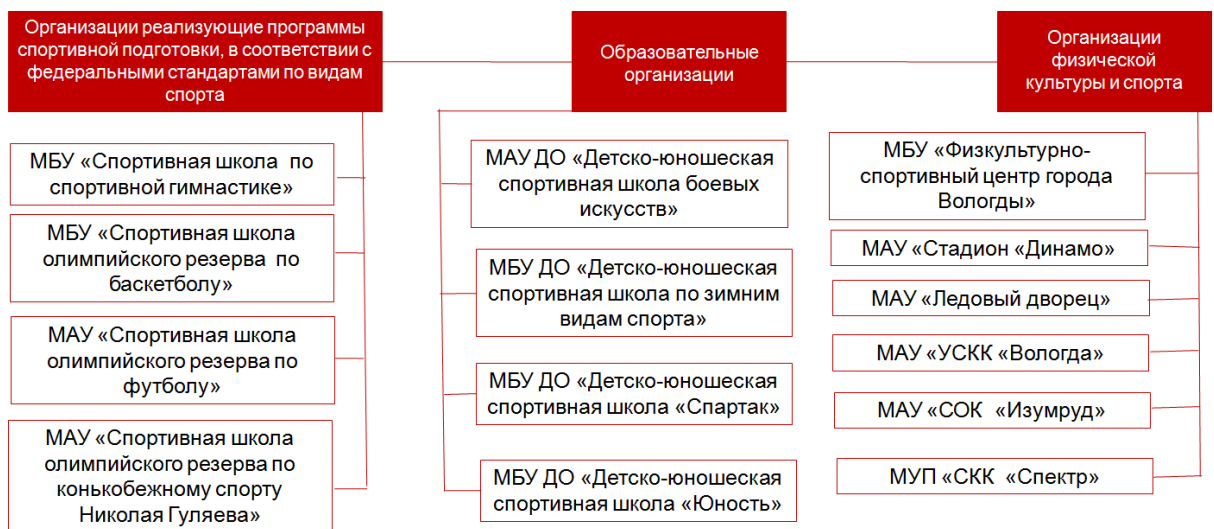 Организации реализующие программы
спортивной подготовки, в соответствии с
федеральными стандартами по видам
спорта
МБУ «Спортивная школа по
спортивной гимнастике»
МБУ «Спортивная школа
олимпийского резерва по
баскетболу»
МАУ «Спортивная школа
олимпийского резерва по
футболу»
МАУ «Спортивная школа
олимпийского резерва по
конькобежному спорту
Николая Гуляева»
Образовательные
организации
МАУ ДО «Детско-юношеская
спортивная школа боевых
искусств»
МБУ ДО «Детско-юношеская
спортивная школа по зимним
видам спорта»
МБУ ДО «Детско-юношеская
спортивная школа «Спартак»
МБУ ДО «Детско-юношеская
спортивная школа «Юность»
Организации
физической
культуры и спорта
МБУ «Физкультурно-
спортивный центр города
Вологды»
МАУ «Стадион «Динамо»
МАУ «Ледовый дворец»
МАУ «УСКК «Вологда»
МАУ «СОК «Изумруд»
МУП «СКК «Спектр»